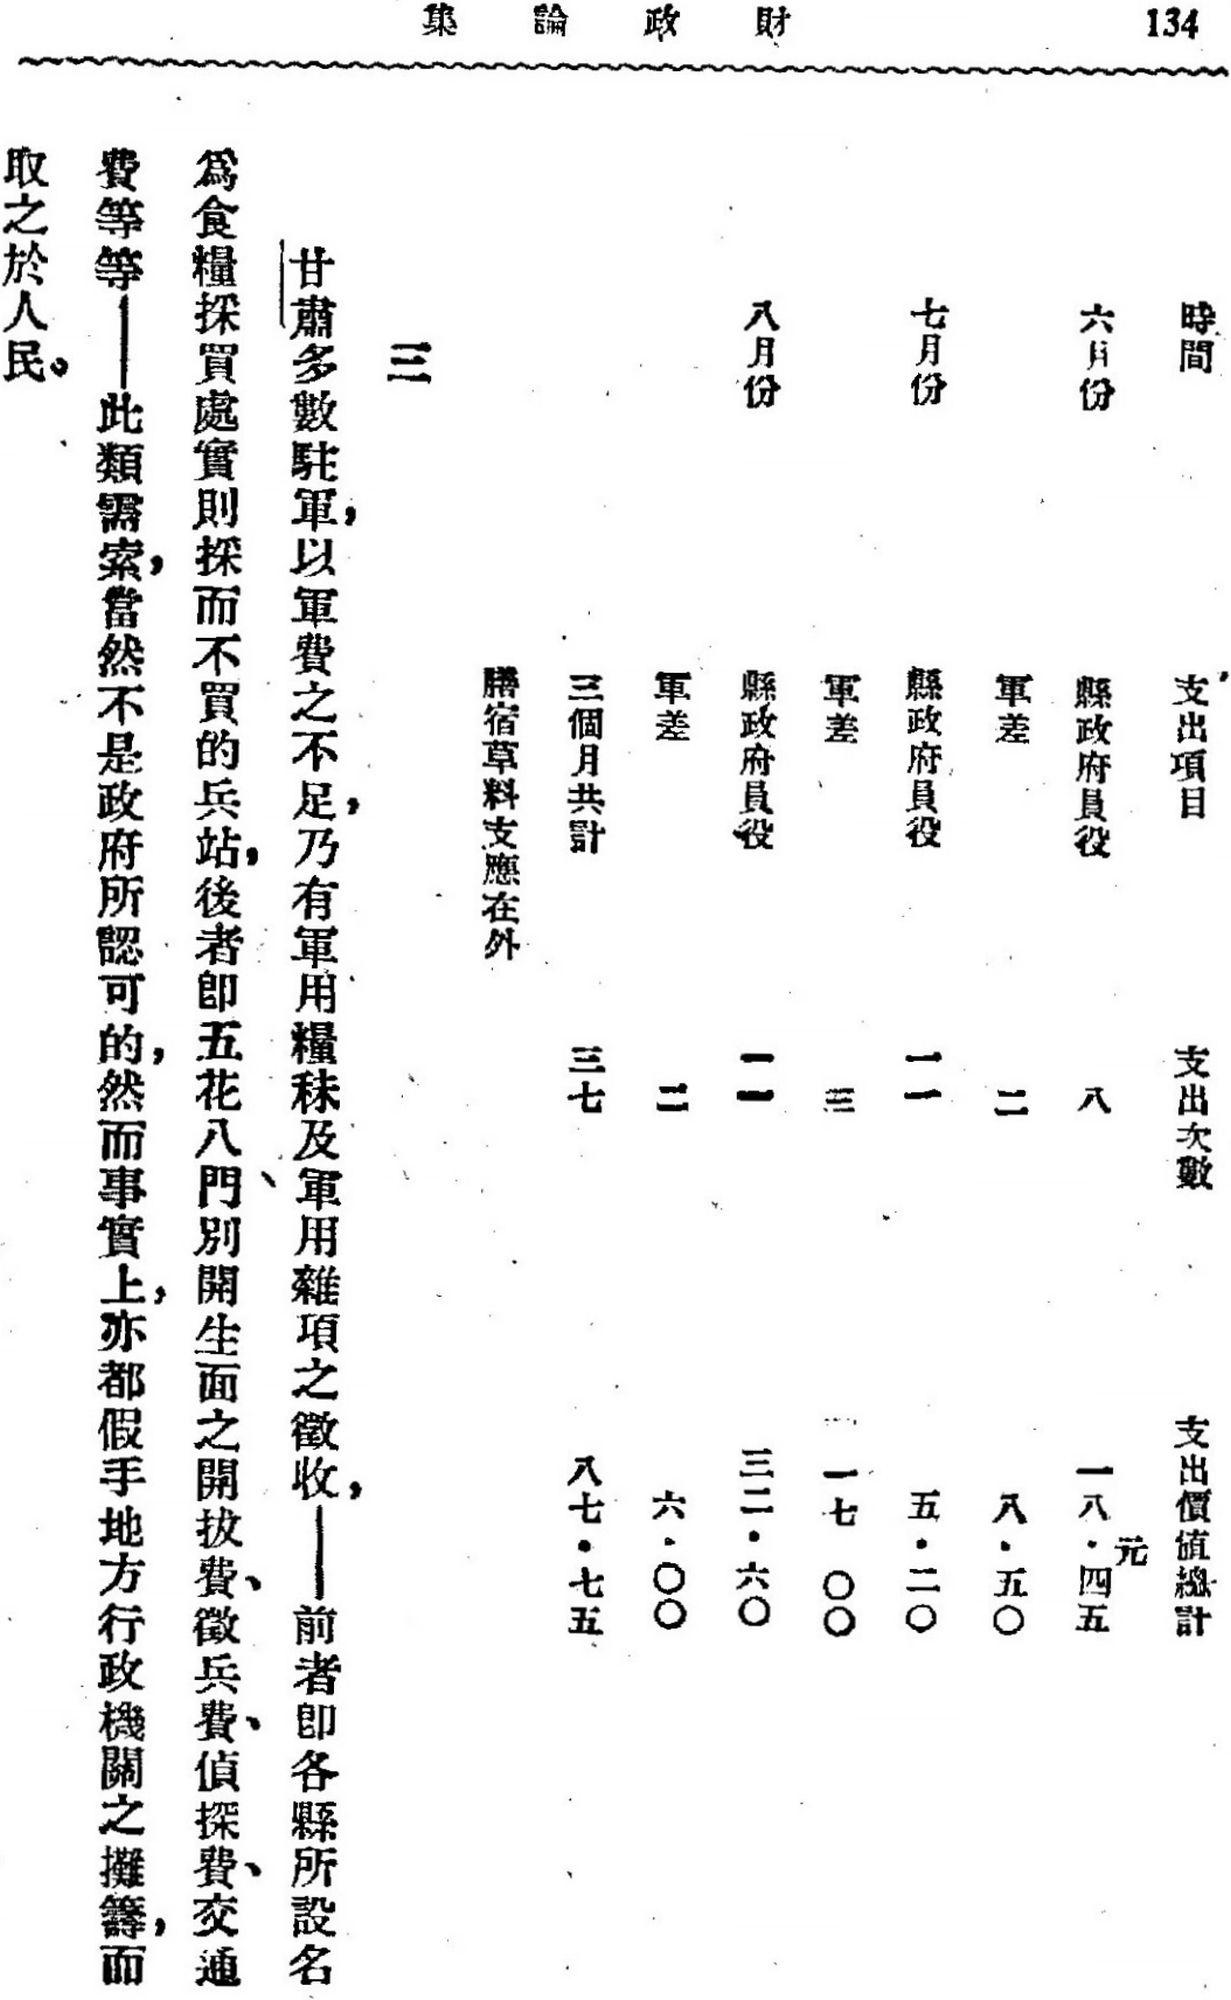 134
財政論集
時間 支出項目 支出次數 支出價值總計
元
六月份 縣政府員役 八 一八·四五
軍差 二 八·五〇
七月份 縣政府員役 一一 五·二〇
軍差 三 一七 〇〇
八月份 縣政府員役 一一 三二·六〇
軍差 二 六·〇〇
三個月共計 三七 八七·七五
膳宿草料支應在外
三
甘肅多數駐軍，以軍費之不足，乃有軍用糧秣及軍用雜項之徵收，——前者卽各縣所設名
爲食糧採買處實則採而不買的兵站，後者卽五花八門、別開生面之開拔費、徵兵費、偵探費、交通
費等等——此類需索，當然不是政府所認可的，然而事實上，亦都假手地方行政機關之攤籌，而
取之於人民。